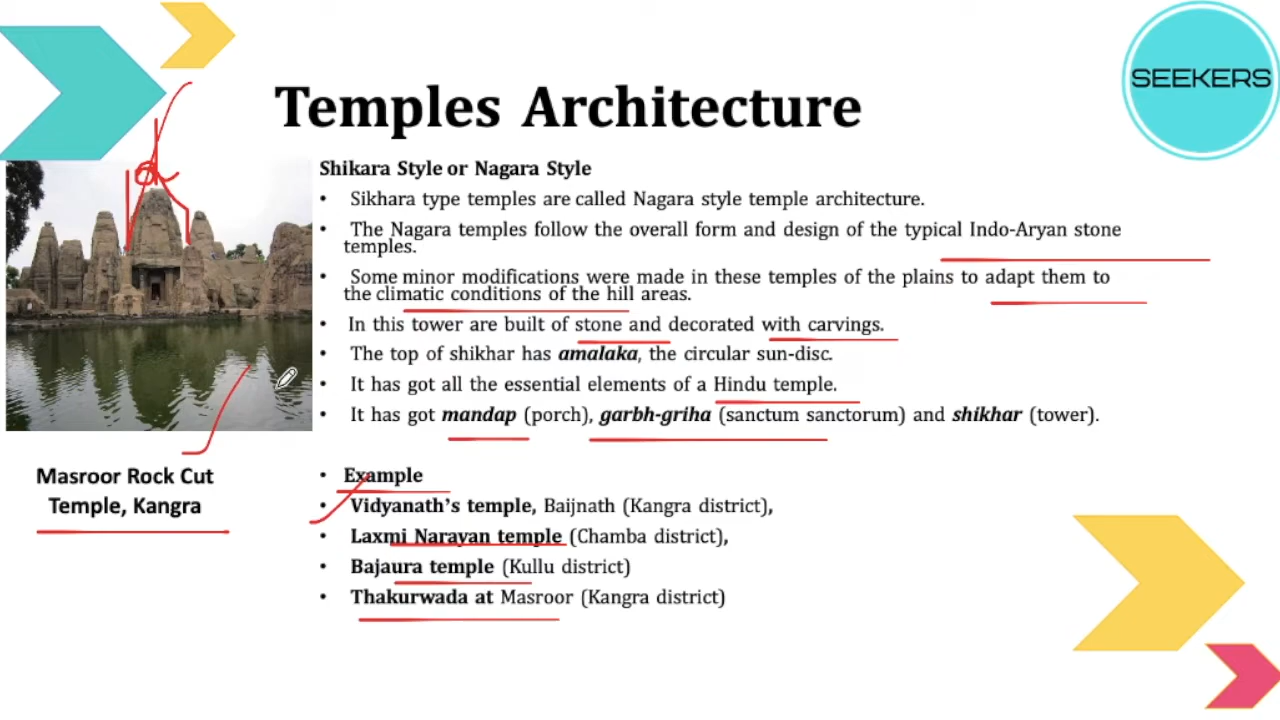 SEEKERS
Temples Architecture
Shikara Style or Nagara Style
• Sikhara type temples are called Nagara style temple architecture.
• The Nagara temples follow the overall form and design of the typical Indo-Aryan stone
temples.
• Some minor modifications were made in these temples of the plains to adapt them to
the climatic conditions of the hill areas.
• In this tower are built of stone and decorated with carvings.
• The top of shikhar has amalaka, the circular sun-disc.
• It has got all the essential elements of a Hindu temple.
• It has got mandap (porch), garbh-griha (sanctum sanctorum) and shikhar (tower).
Masroor Rock Cut
Temple, Kangra
• Example
• Vidyanath's temple, Baijnath (Kangra district),
• Laxmi Narayan temple (Chamba district),
• Bajaura temple (Kullu district)
• Thakurwada at Masroor (Kangra district)